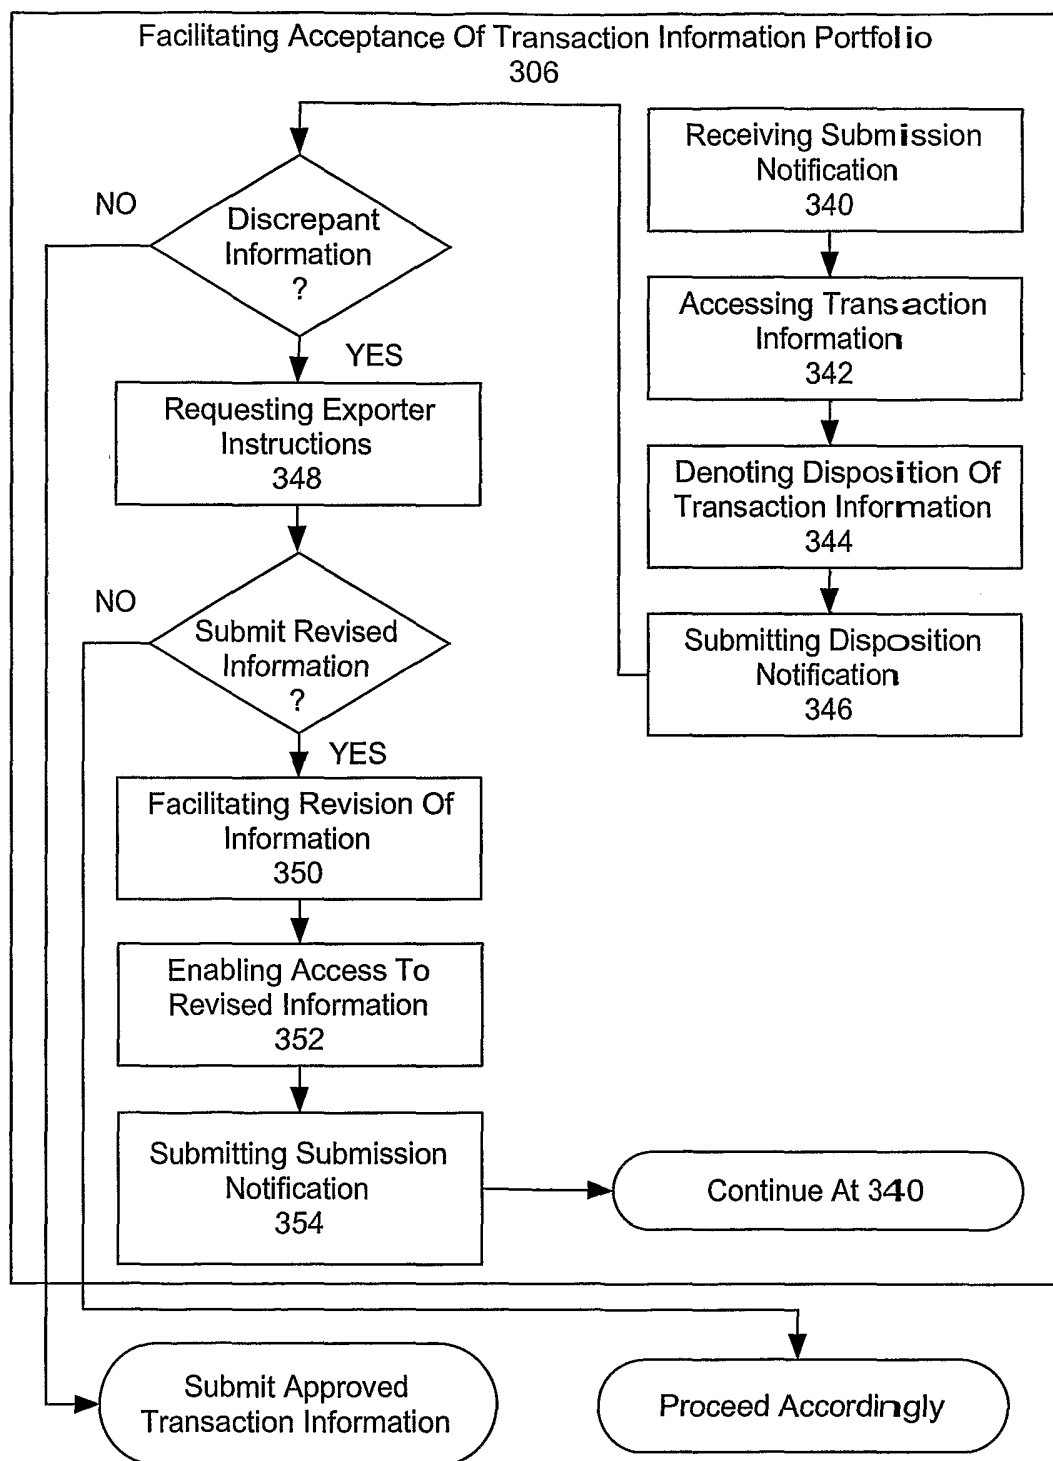 Facilitating Acceptance Of Transaction Information Portfolio
306
Receiving Submission
Notification
340
Accessing Transaction
Information
342
Denoting Disposition Of
Transaction Information
344
Submitting Disposition
Notification
346
Discrepant
Information
?
NO
YES
Requesting Exporter
Instructions
348
Submit Revised
Information
?
NO
YES
Facilitating Revision Of
Information
350
Enabling Access To
Revised Information
352
Submitting Submission
Notification
354
Continue At 340
Submit Approved
Transaction Information
Proceed Accordingly